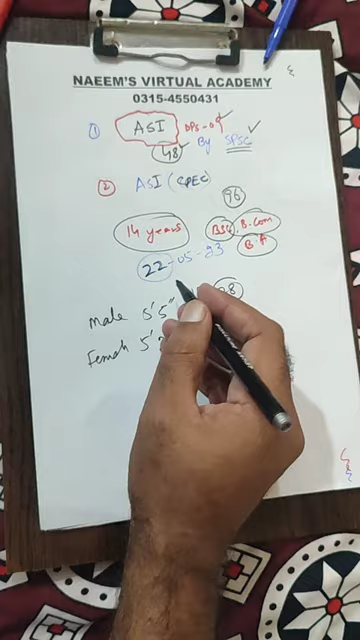 NAEEM'S VIRTUAL ACADEMY
0315-4550431
① ASI BPS-09 By SPSC
48
② ASI (SPEC)
96
14 years BSC, B.Com
B.A
22-05-23
28
male 5'5"
Female 5'